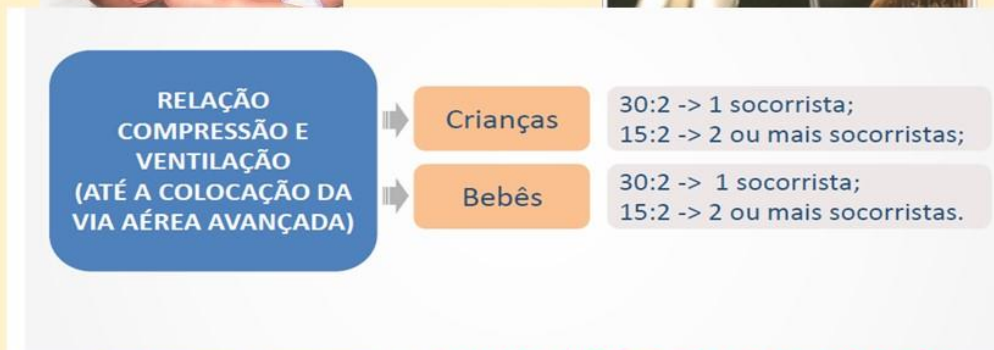 RELAÇÃO
COMPRESSÃO E
VENTILAÇÃO
(ATÉ A COLOCAÇÃO DA
VIA AÉREA AVANÇADA)
Crianças
30:2 -> 1 socorrista;
15:2 -> 2 ou mais socorristas;
Bebês
30:2 -> 1 socorrista;
15:2 -> 2 ou mais socorristas.